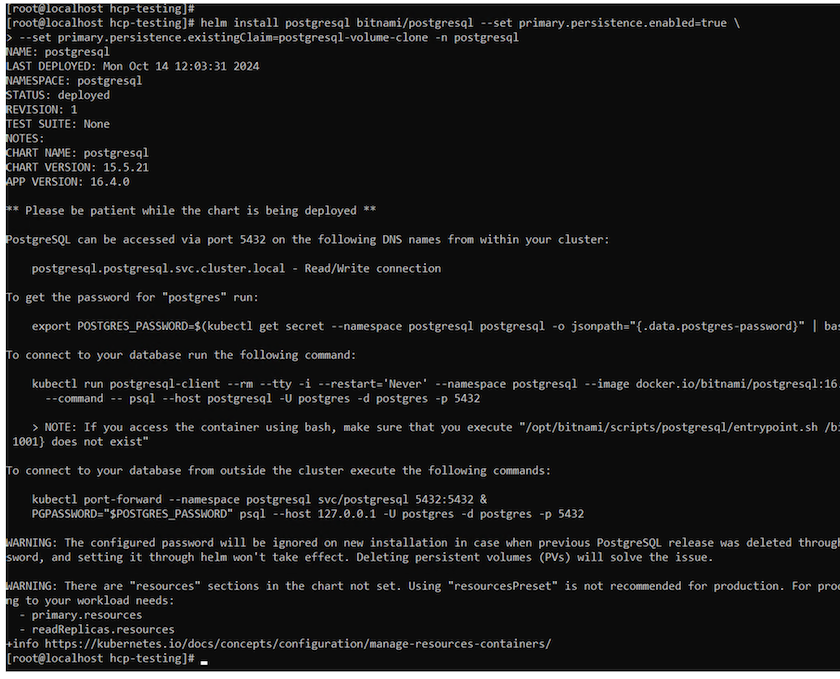 [root@localhost hcp-testing]#
[root@localhost hcp-testing]# helm install postgresql bitnami/postgresql --set primary.persistence.enabled=true \
> --set primary.persistence.existingClaim=postgresql-volume-clone -n postgresql
NAME: postgresql
LAST DEPLOYED: Mon Oct 14 12:03:31 2024
NAMESPACE: postgresql
STATUS: deployed
REVISION: 1
TEST SUITE: None
NOTES:
CHART NAME: postgresql
CHART VERSION: 15.5.21
APP VERSION: 16.4.0
** Please be patient while the chart is being deployed **
PostgreSQL can be accessed via port 5432 on the following DNS names from within your cluster:
postgresql.postgresql.svc.cluster.local - Read/Write connection
To get the password for "postgres" run:
export POSTGRES_PASSWORD=$(kubectl get secret --namespace postgresql postgresql -o jsonpath="{.data.postgres-password}" | bas
To connect to your database run the following command:
kubectl run postgresql-client --rm --tty -i --restart='Never' --namespace postgresql --image docker.io/bitnami/postgresql:16.
--command -- psql --host postgresql -U postgres -d postgres -p 5432
> NOTE: If you access the container using bash, make sure that you execute "/opt/bitnami/scripts/postgresql/entrypoint.sh /bi
1001} does not exist"
To connect to your database from outside the cluster execute the following commands:
kubectl port-forward --namespace postgresql svc/postgresql 5432:5432 &
PGPASSWORD="$POSTGRES_PASSWORD" psql --host 127.0.0.1 -U postgres -d postgres -p 5432
WARNING: The configured password will be ignored on new installation in case when previous PostgreSQL release was deleted through
sword, and setting it through helm won't take effect. Deleting persistent volumes (PVs) will solve the issue.
WARNING: There are "resources" sections in the chart not set. Using "resourcesPreset" is not recommended for production. For prod
ng to your workload needs:
- primary.resources
- readReplicas.resources
+info https://kubernetes.io/docs/concepts/configuration/manage-resources-containers/
[root@localhost hcp-testing]#